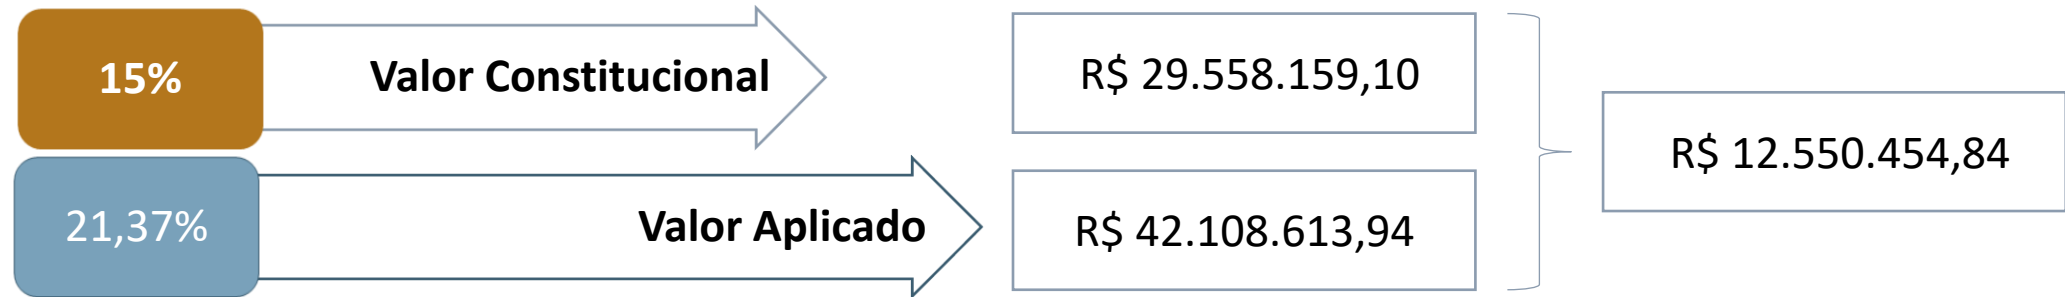 15%
Valor Constitucional
R$ 29.558.159,10
R$ 12.550.454,84
21,37%
Valor Aplicado
R$ 42.108.613,94